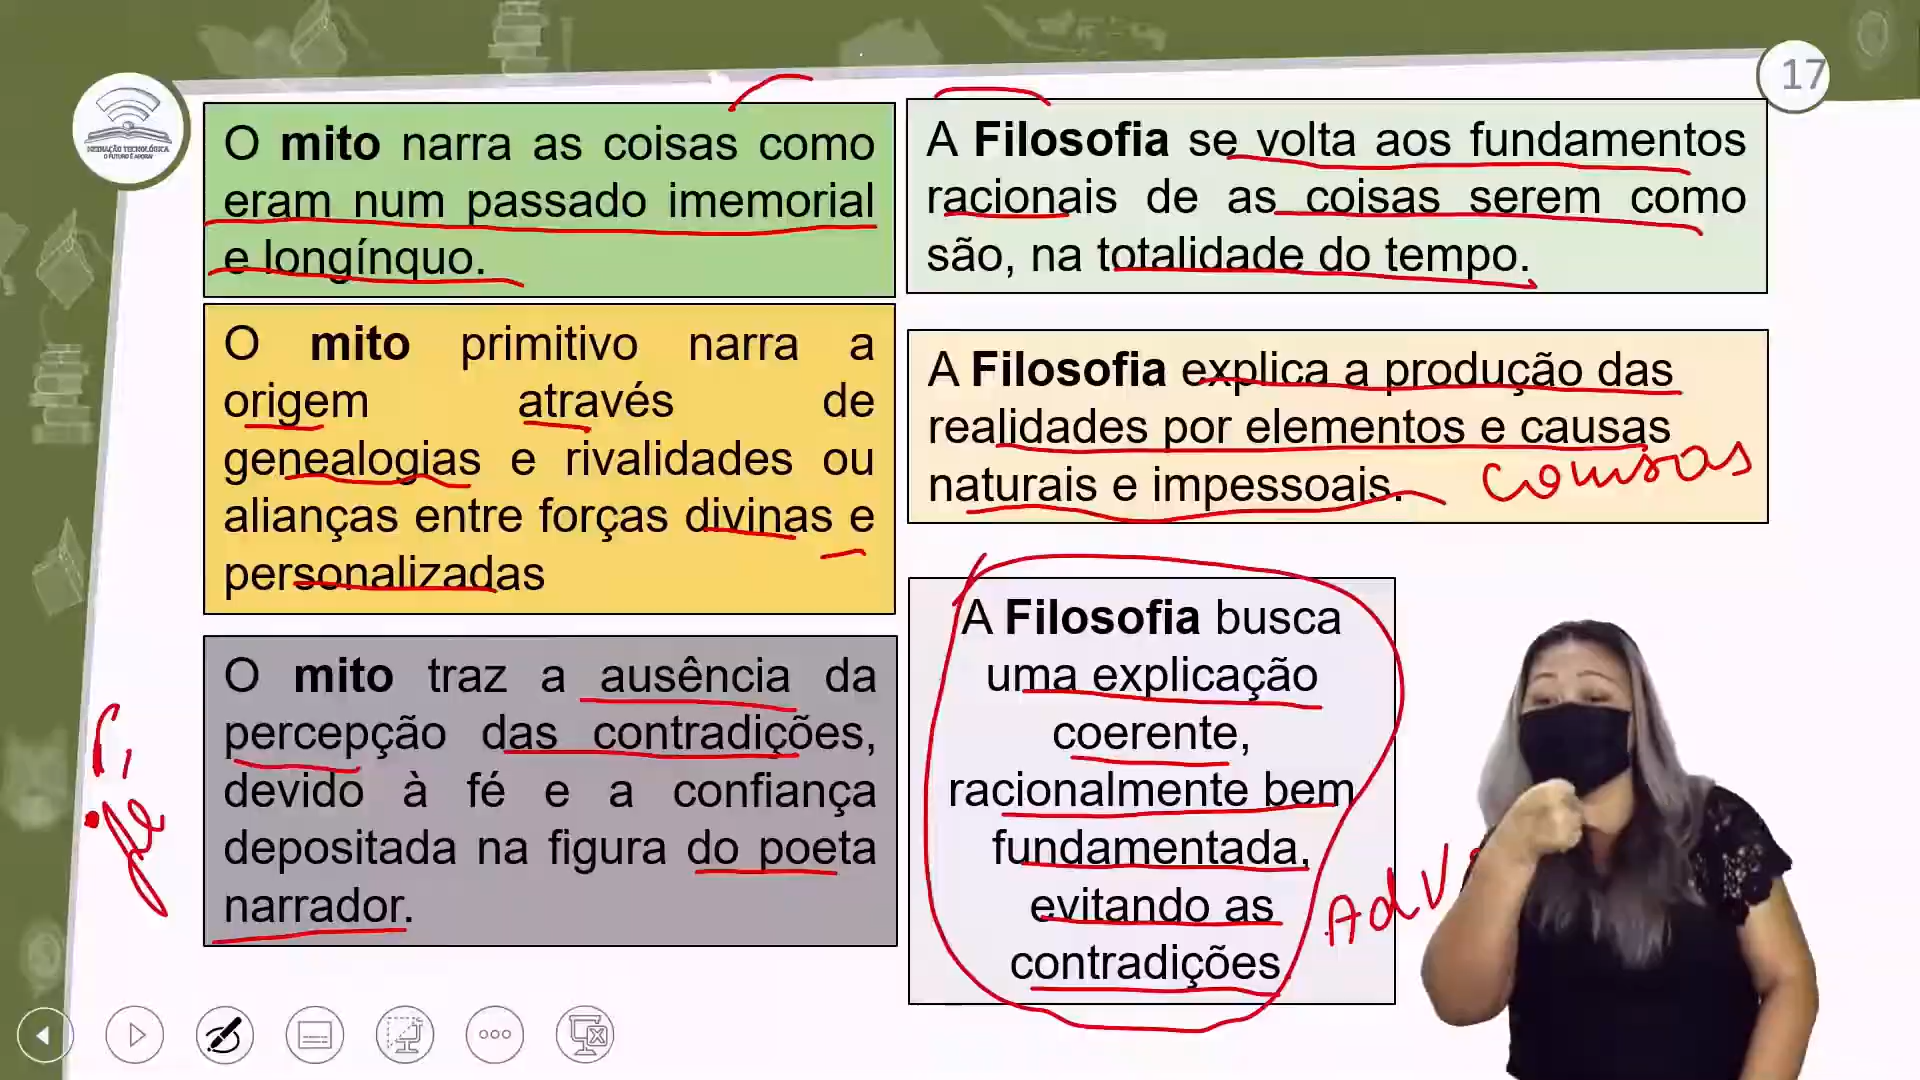 17
MEDIAÇÃO TECNOLÓGICA
O FUTURO É AGORA!
O mito narra as coisas como
eram num passado imemorial
e longínquo.
A Filosofia se volta aos fundamentos
racionais de as coisas serem como
são, na totalidade do tempo.
O mito primitivo narra a
origem através de
genealogias e rivalidades ou
alianças entre forças divinas e
personalizadas
A Filosofia explica a produção das
realidades por elementos e causas
naturais e impessoais.
O mito traz a ausência da
percepção das contradições,
devido à fé e a confiança
depositada na figura do poeta
narrador.
A Filosofia busca
uma explicação
coerente,
racionalmente bem
fundamentada,
evitando as
contradições